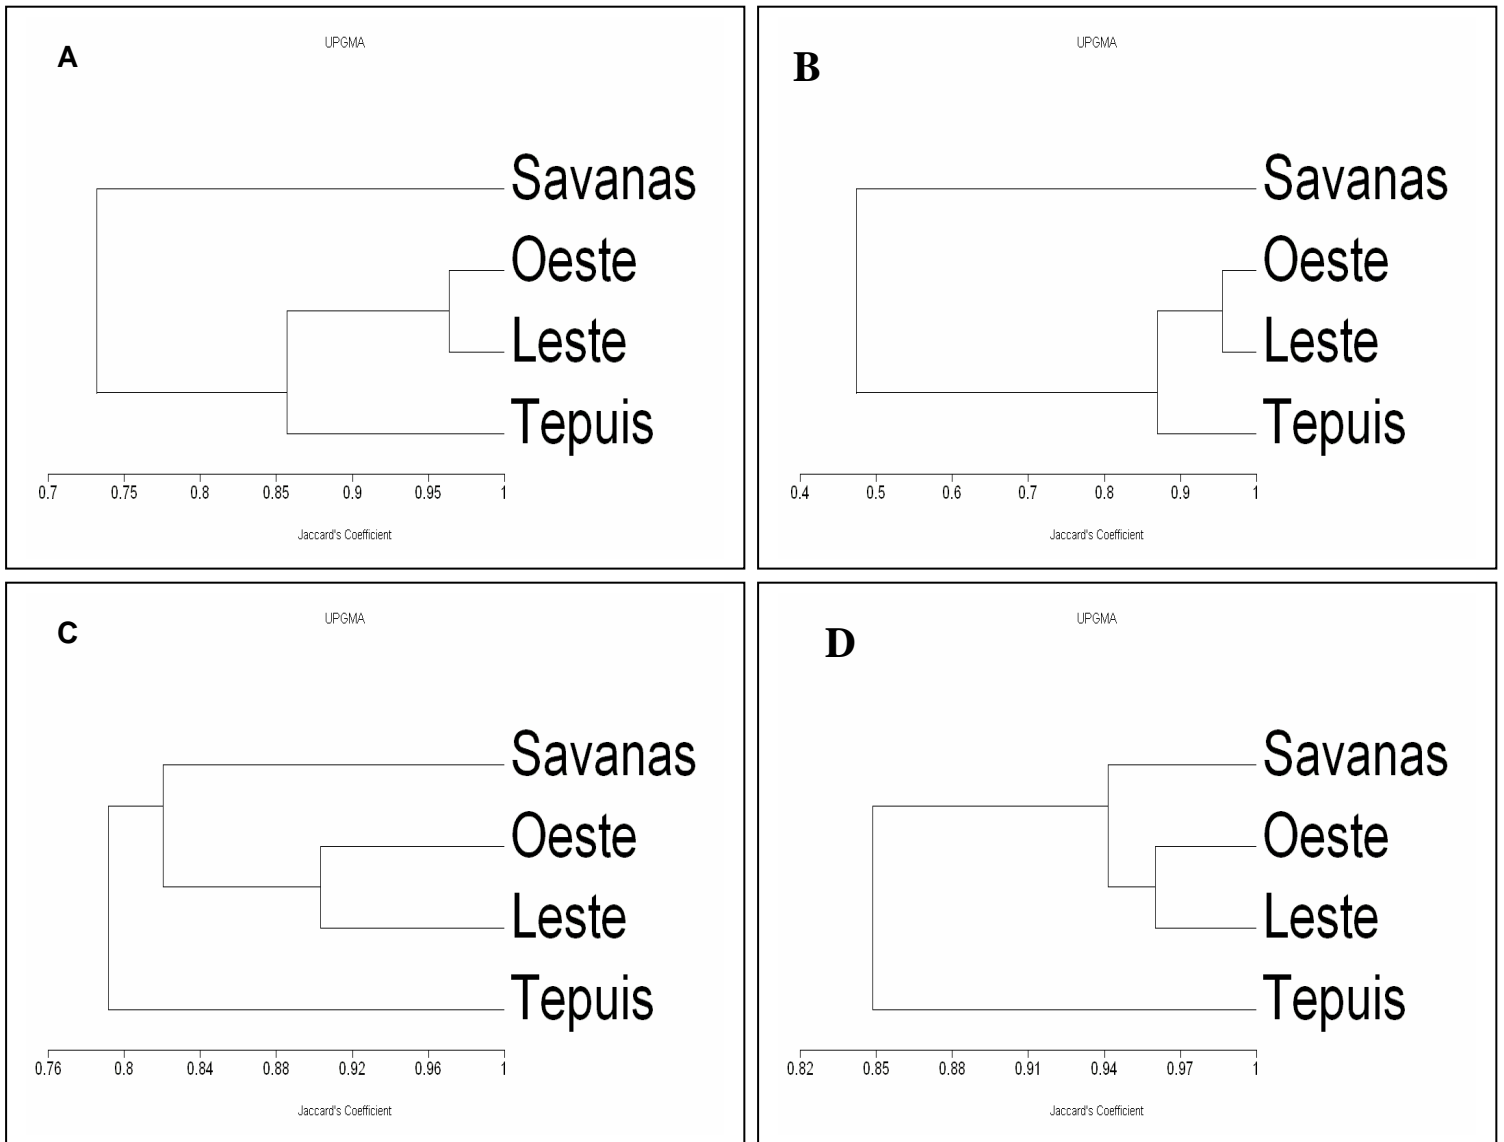 A
UPGMA
Savanas
Oeste
Leste
Tepuis
0.7 0.75 0.8 0.85 0.9 0.95 1
Jaccard's Coefficient
B
UPGMA
Savanas
Oeste
Leste
Tepuis
0.4 0.5 0.6 0.7 0.8 0.9 1
Jaccard's Coefficient
C
UPGMA
Savanas
Oeste
Leste
Tepuis
0.76 0.8 0.84 0.88 0.92 0.96 1
Jaccard's Coefficient
D
UPGMA
Savanas
Oeste
Leste
Tepuis
0.82 0.85 0.88 0.91 0.94 0.97 1
Jaccard's Coefficient